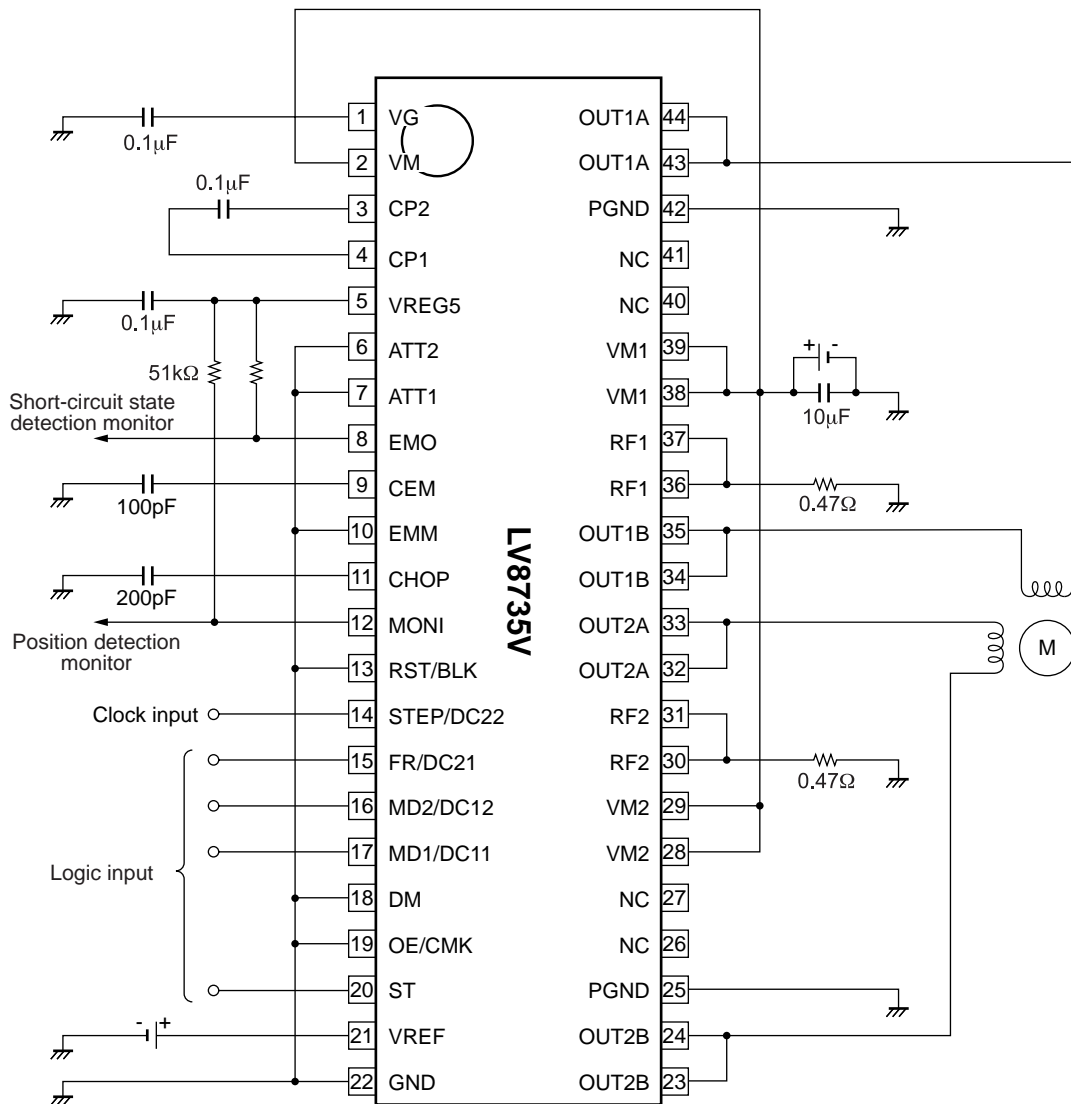 1 VG OUT1A 44
0.1μF
2 VM OUT1A 43
0.1μF
3 CP2 PGND 42
4 CP1 NC 41
5 VREG5 NC 40
0.1μF
6 ATT2 VM1 39
+ -
51kΩ
7 ATT1 VM1 38
10μF
Short-circuit state
detection monitor
8 EMO RF1 37
9 CEM RF1 36
100pF
0.47Ω
10 EMM OUT1B 35
11 CHOP OUT1B 34
200pF
LV8735V
12 MONI OUT2A 33
Position detection
monitor
M
13 RST/BLK OUT2A 32
Clock input
14 STEP/DC22 RF2 31
15 FR/DC21 RF2 30
0.47Ω
16 MD2/DC12 VM2 29
17 MD1/DC11 VM2 28
Logic input
18 DM NC 27
19 OE/CMK NC 26
20 ST PGND 25
- +
21 VREF OUT2B 24
22 GND OUT2B 23